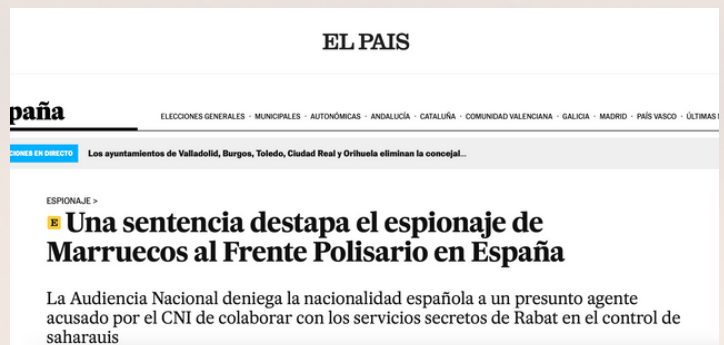 EL PAIS
paña
ELECCIONES GENERALES · MUNICIPALES · AUTONÓMICAS · ANDALUCÍA · CATALUÑA · COMUNIDAD VALENCIANA · GALICIA · MADRID · PAÍS VASCO · ÚLTIMAS
CIONES EN DIRECTO Los ayuntamientos de Valladolid, Burgos, Toledo, Ciudad Real y Orihuela eliminan la concejal...
ESPIONAJE >
E Una sentencia destapa el espionaje de
Marruecos al Frente Polisario en España
La Audiencia Nacional deniega la nacionalidad española a un presunto agente
acusado por el CNI de colaborar con los servicios secretos de Rabat en el control de
saharauis